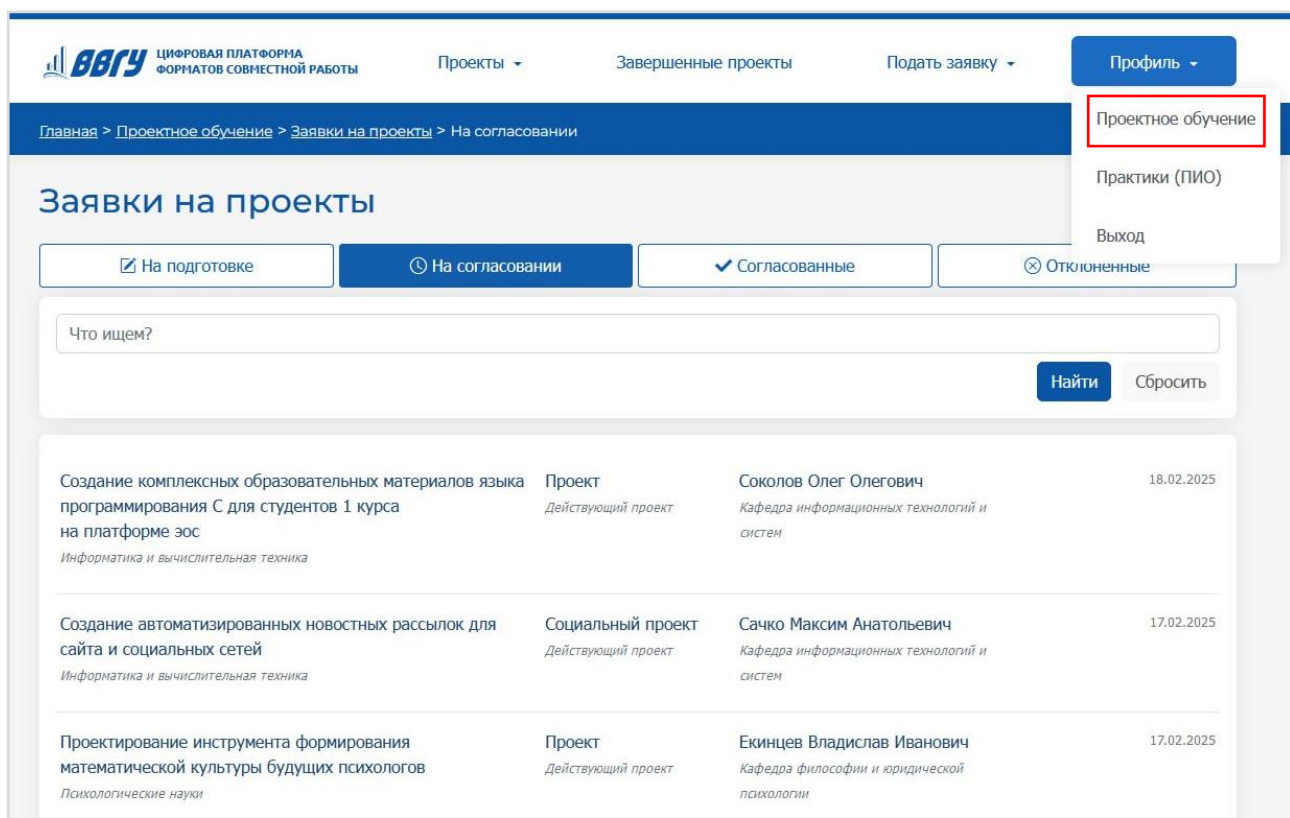 ВВГУ
ЦИФРОВАЯ ПЛАТФОРМА
ФОРМАТОВ СОВМЕСТНОЙ РАБОТЫ
Проекты
Завершенные проекты
Подать заявку
Профиль
Проектное обучение
Практики (ПИО)
Выход
Главная > Проектное обучение > Заявки на проекты > На согласовании
Заявки на проекты
На подготовке
На согласовании
Согласованные
Отклоненные
Что ищем?
Найти
Сбросить
Создание комплексных образовательных материалов языка
программирования С для студентов 1 курса
на платформе эос
Информатика и вычислительная техника
Проект
Действующий проект
Соколов Олег Олегович
Кафедра информационных технологий и
систем
18.02.2025
Создание автоматизированных новостных рассылок для
сайта и социальных сетей
Информатика и вычислительная техника
Социальный проект
Действующий проект
Сачко Максим Анатольевич
Кафедра информационных технологий и
систем
17.02.2025
Проектирование инструмента формирования
математической культуры будущих психологов
Психологические науки
Проект
Действующий проект
Екинцев Владислав Иванович
Кафедра философии и юридической
психологии
17.02.2025